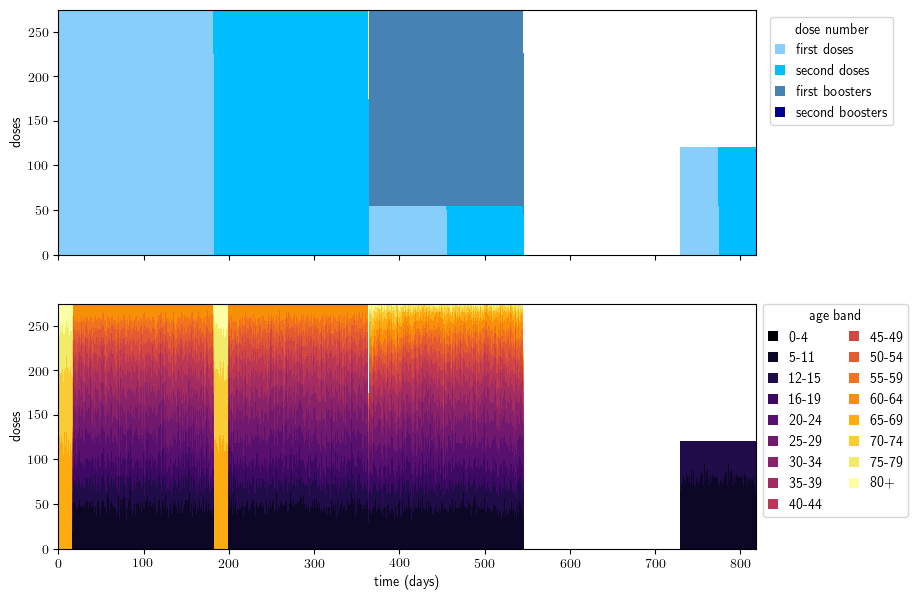 250
200
150
100
50
0
doses
dose number
first doses
second doses
first boosters
second boosters
250
200
150
100
50
0
doses
0 100 200 300 400 500 600 700 800
time (days)
age band
0-4 45-49
5-11 50-54
12-15 55-59
16-19 60-64
20-24 65-69
25-29 70-74
30-34 75-79
35-39 80+
40-44